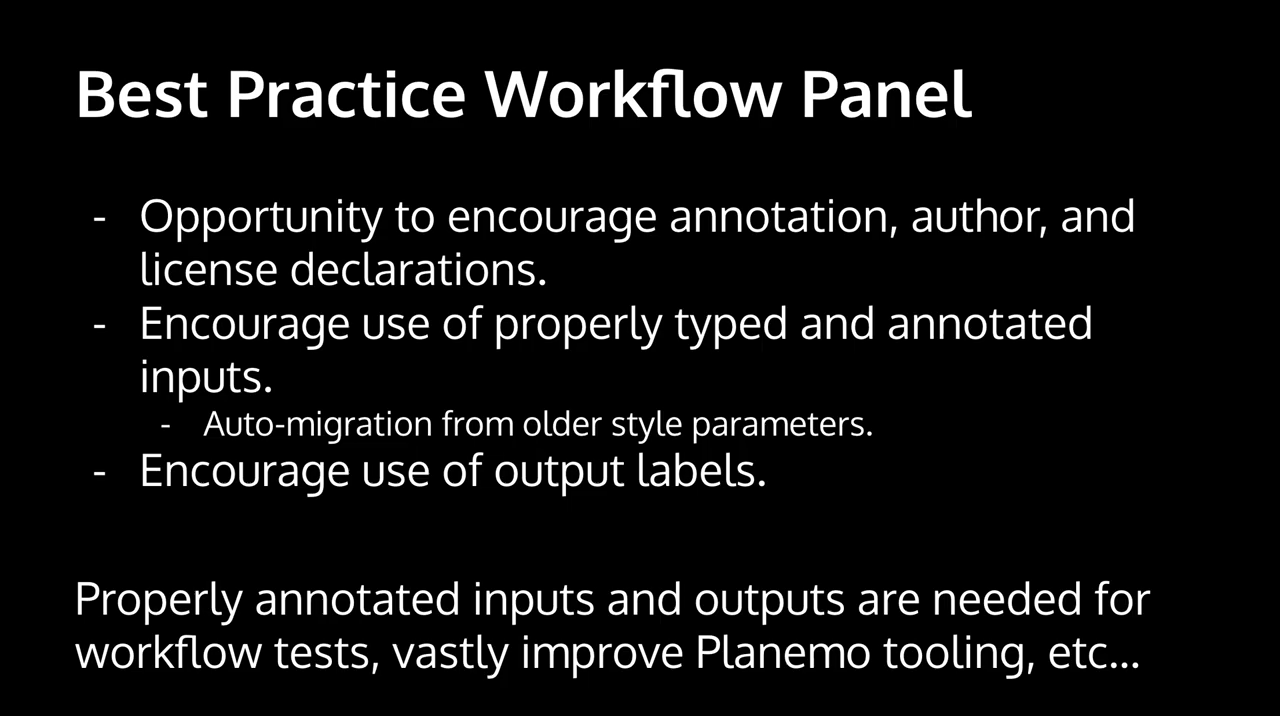 Best Practice Workflow Panel
- Opportunity to encourage annotation, author, and
license declarations.
- Encourage use of properly typed and annotated
inputs.
- Auto-migration from older style parameters.
- Encourage use of output labels.
Properly annotated inputs and outputs are needed for
workflow tests, vastly improve Planemo tooling, etc...